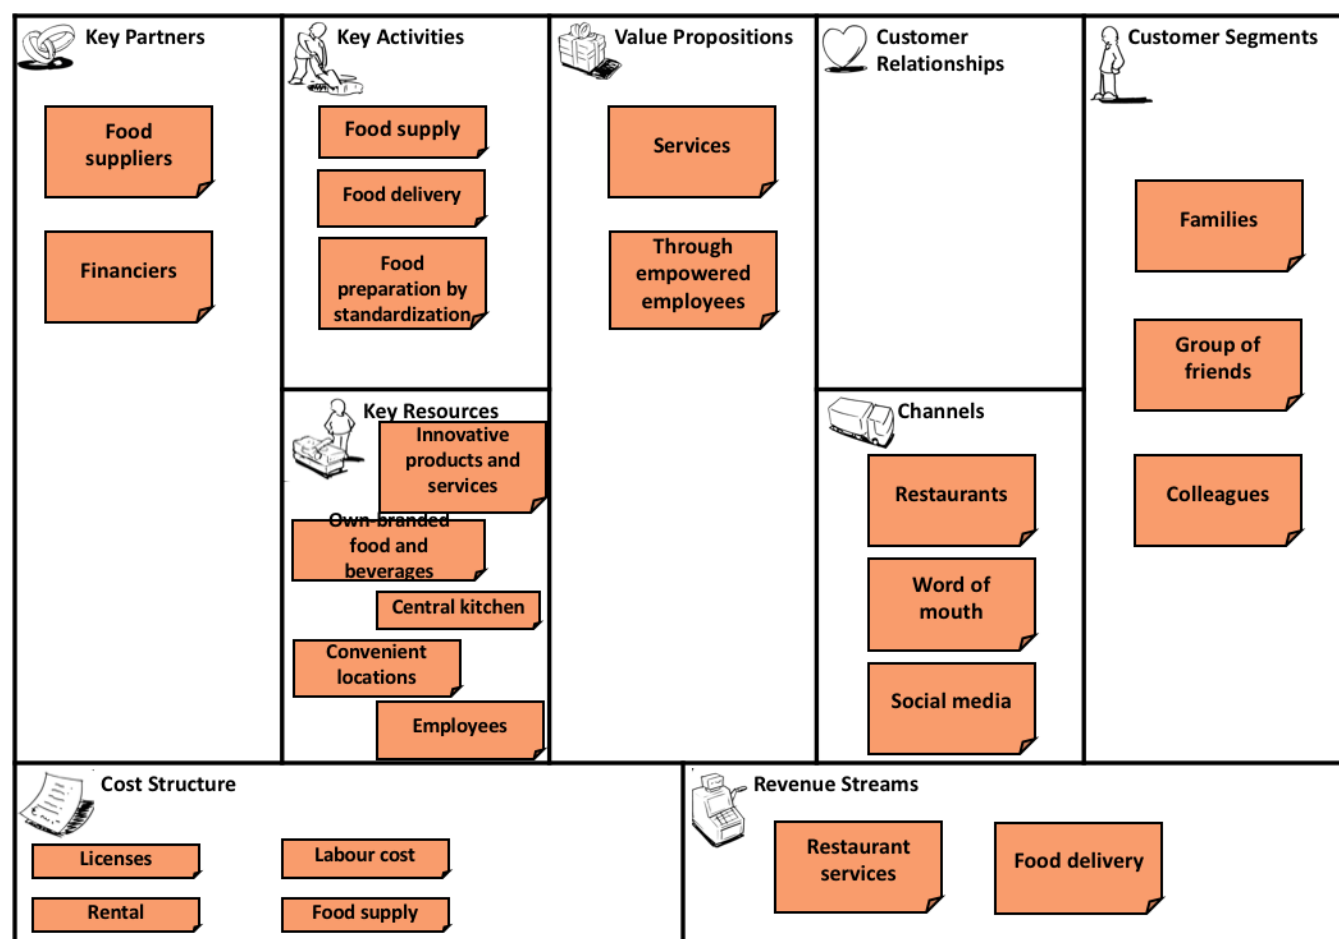 Key Partners
Food
suppliers
Financiers
Key Activities
Food supply
Food delivery
Food
preparation by
standardization
Key Resources
Innovative
products and
services
Own-branded
food and
beverages
Central kitchen
Convenient
locations
Employees
Value Propositions
Services
Through
empowered
employees
Customer
Relationships
Channels
Restaurants
Word of
mouth
Social media
Customer Segments
Families
Group of
friends
Colleagues
Cost Structure
Licenses
Labour cost
Rental
Food supply
Revenue Streams
Restaurant
services
Food delivery